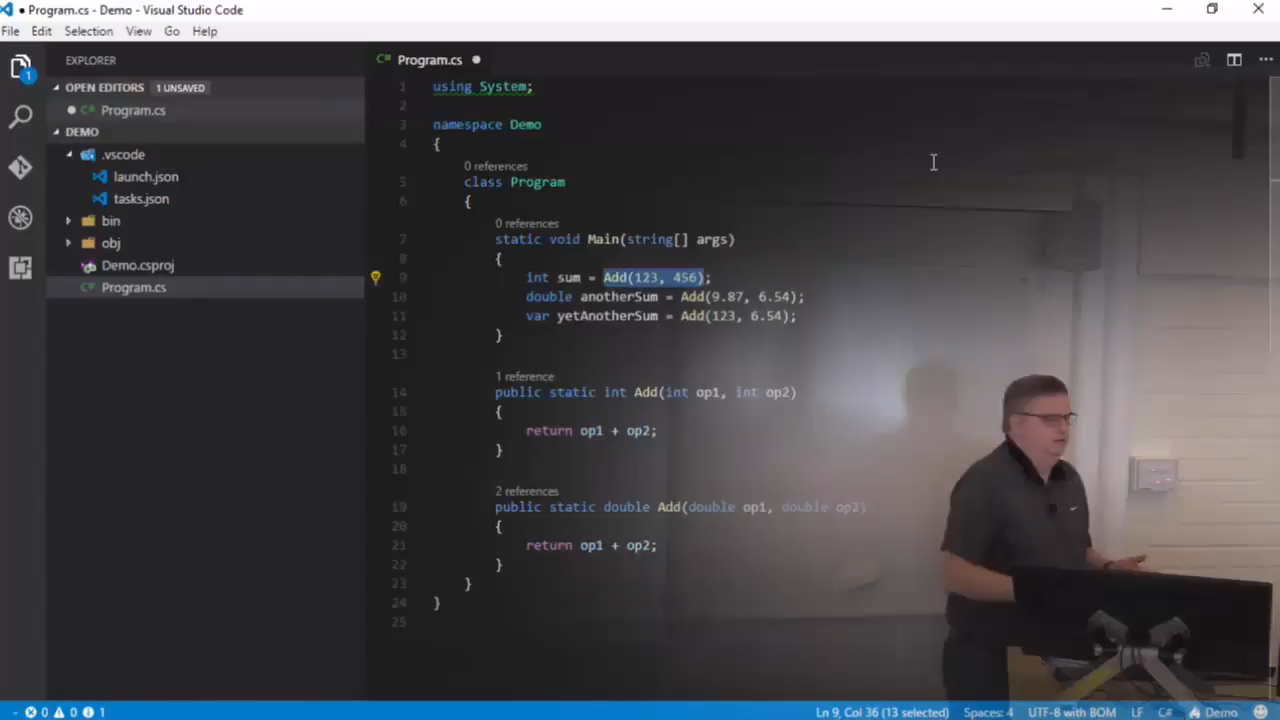 ● Program.cs - Demo - Visual Studio Code
File Edit Selection View Go Help
EXPLORER
OPEN EDITORS 1 UNSAVED
● Program.cs
DEMO
.vscode
launch.json
tasks.json
bin
obj
Demo.csproj
Program.cs
1
C# Program.cs ●
1 using System;
2
3 namespace Demo
4 {
0 references
5 class Program
6 {
0 references
7 static void Main(string[] args)
8 {
9 int sum = Add(123, 456);
10 double anotherSum = Add(9.87, 6.54);
11 var yetAnotherSum = Add(123, 6.54);
12 }
13
1 reference
14 public static int Add(int op1, int op2)
15 {
16 return op1 + op2;
17 }
18
2 references
19 public static double Add(double op1, double op2)
20 {
21 return op1 + op2;
22 }
23 }
24 }
25
0 0 1 Ln 9, Col 36 (13 selected) Spaces: 4 UTF-8 with BOM LF C# Demo